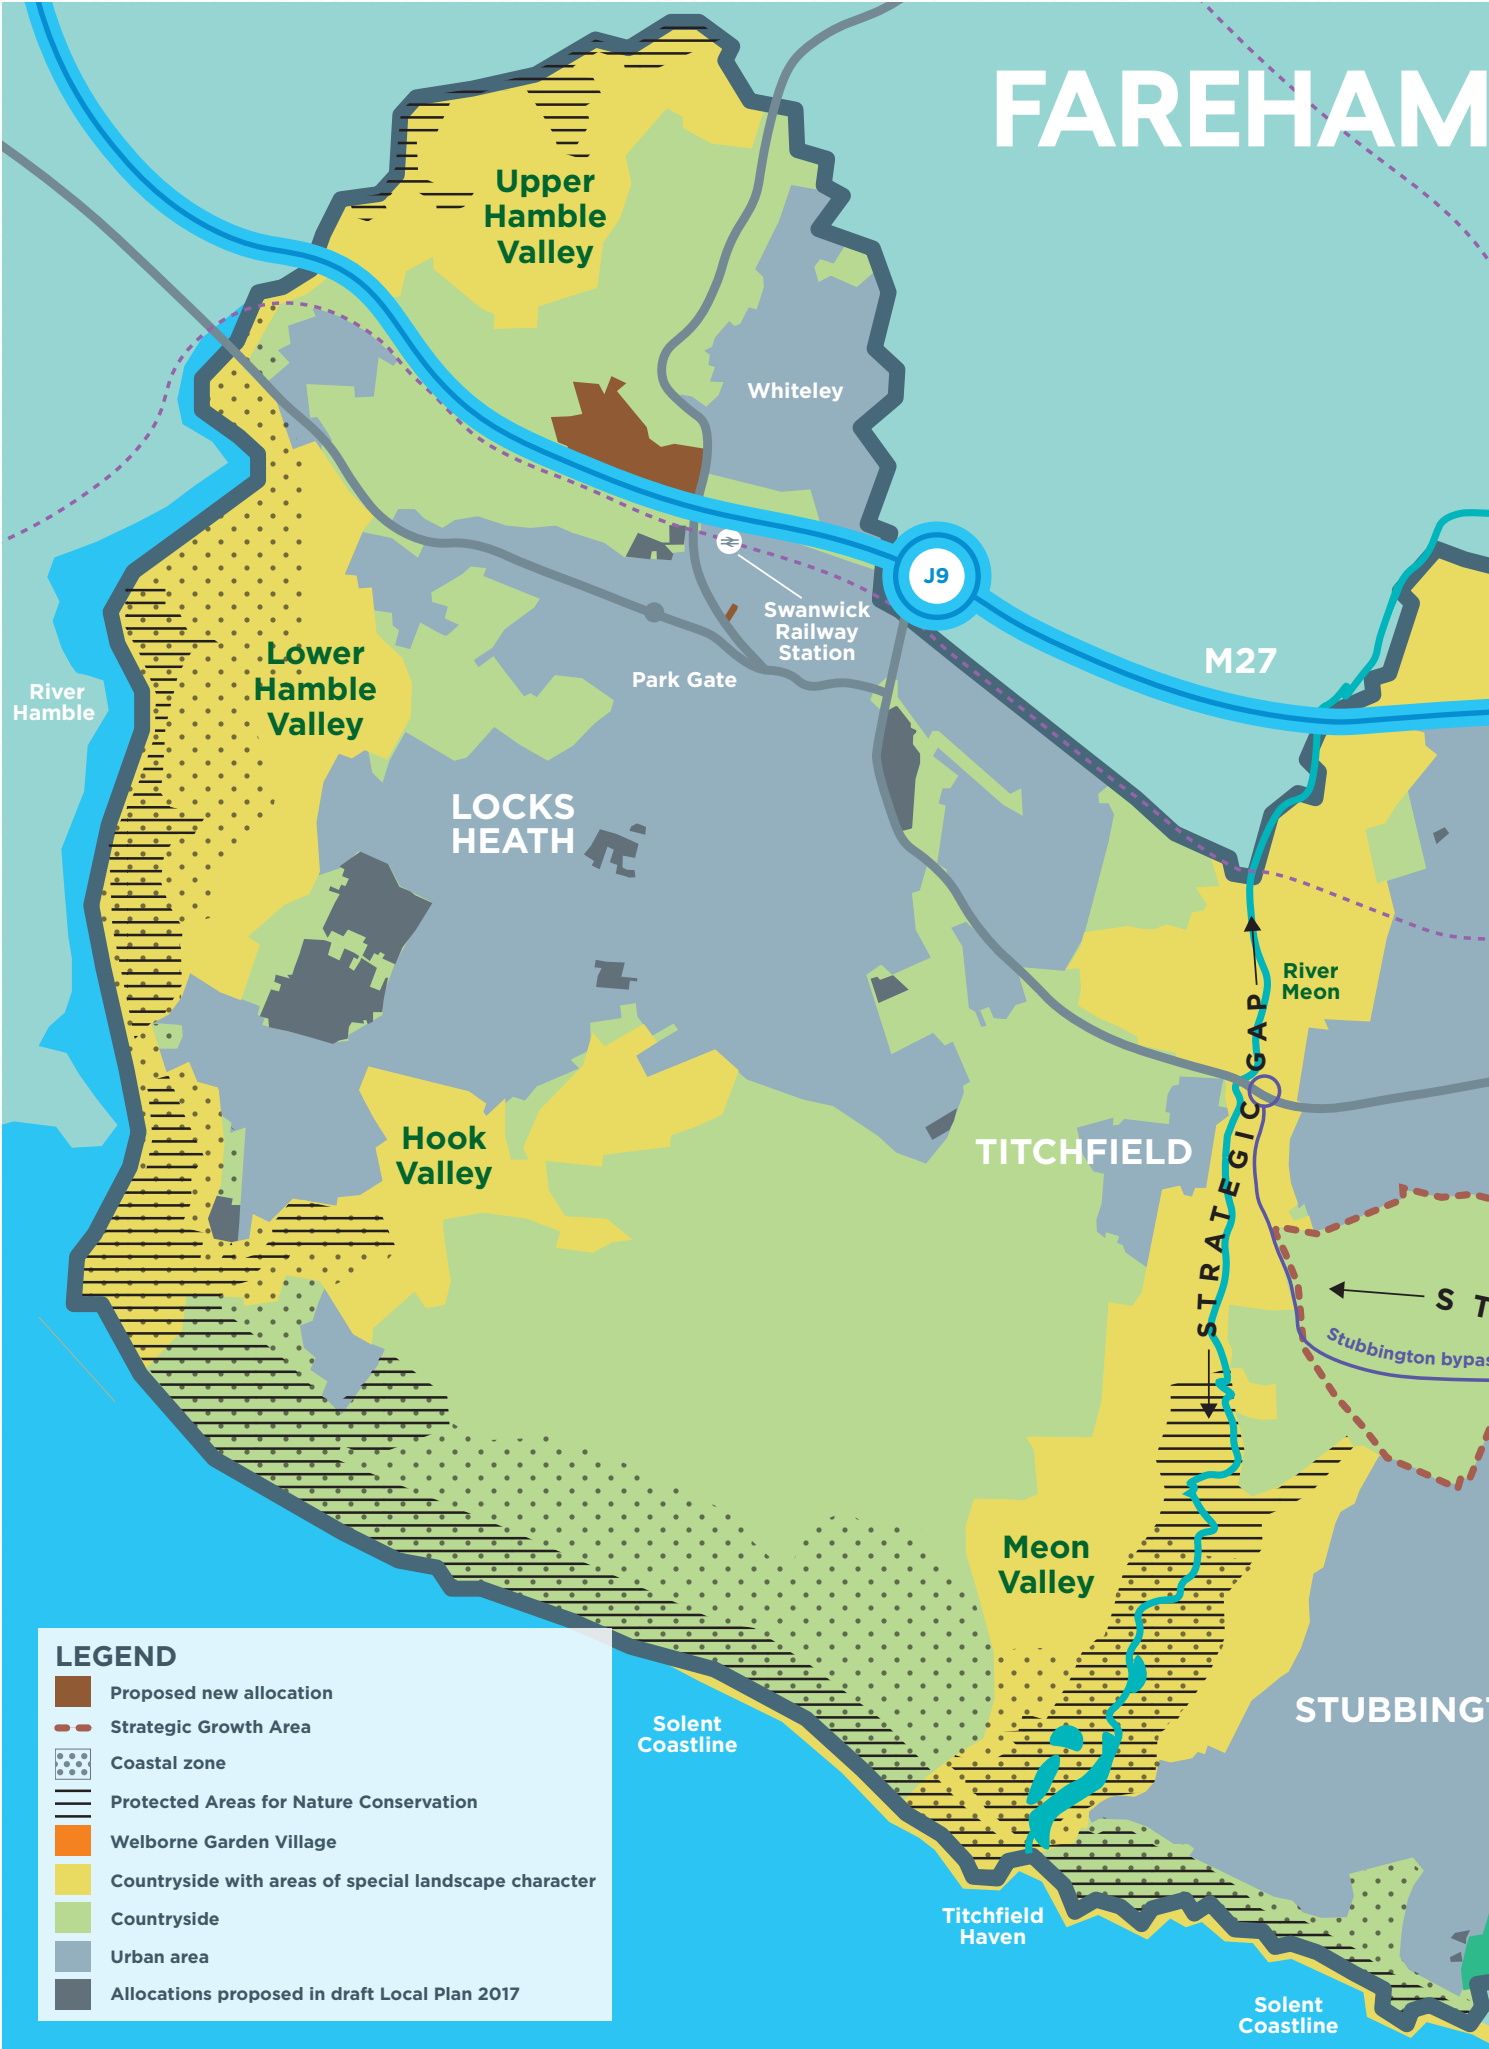 FAREHAM
Upper
Hamble
Valley
Whiteley
J9
Swanwick
Railway
Station
M27
Lower
Hamble
Valley
River
Hamble
Park Gate
LOCKS
HEATH
River
Meon
STRATEGIC GAP
Hook
Valley
TITCHFIELD
S T
Stubbington bypas
Meon
Valley
STUBBINGT
Solent
Coastline
Titchfield
Haven
Solent
Coastline
LEGEND
Proposed new allocation
Strategic Growth Area
Coastal zone
Protected Areas for Nature Conservation
Welborne Garden Village
Countryside with areas of special landscape character
Countryside
Urban area
Allocations proposed in draft Local Plan 2017